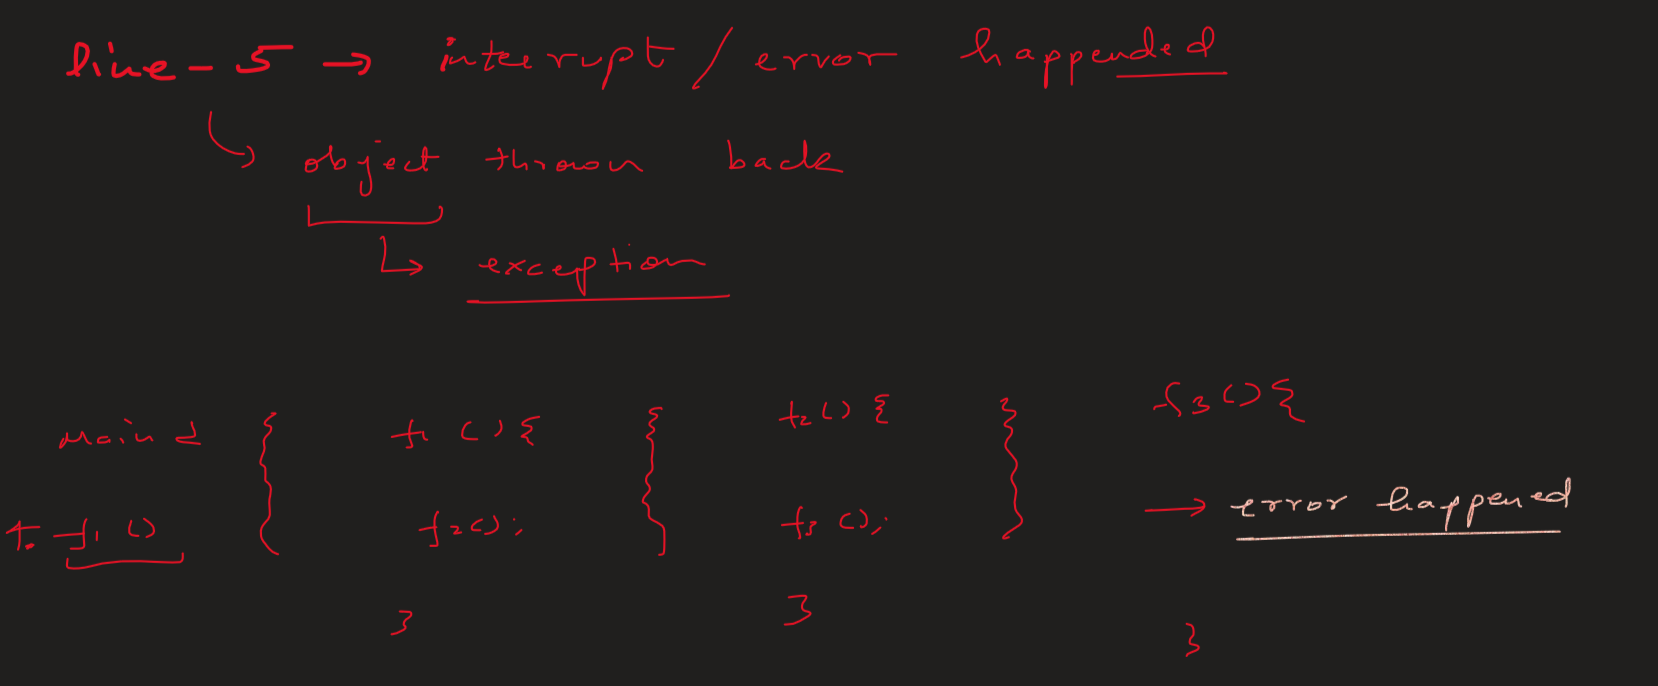 line - 5 → interrupt / error happended
object thrown back
exception
main {
f1 () {
f2() {
f3() {
f1 ()
f2();
f3 ();
→ error happened
}
}
}